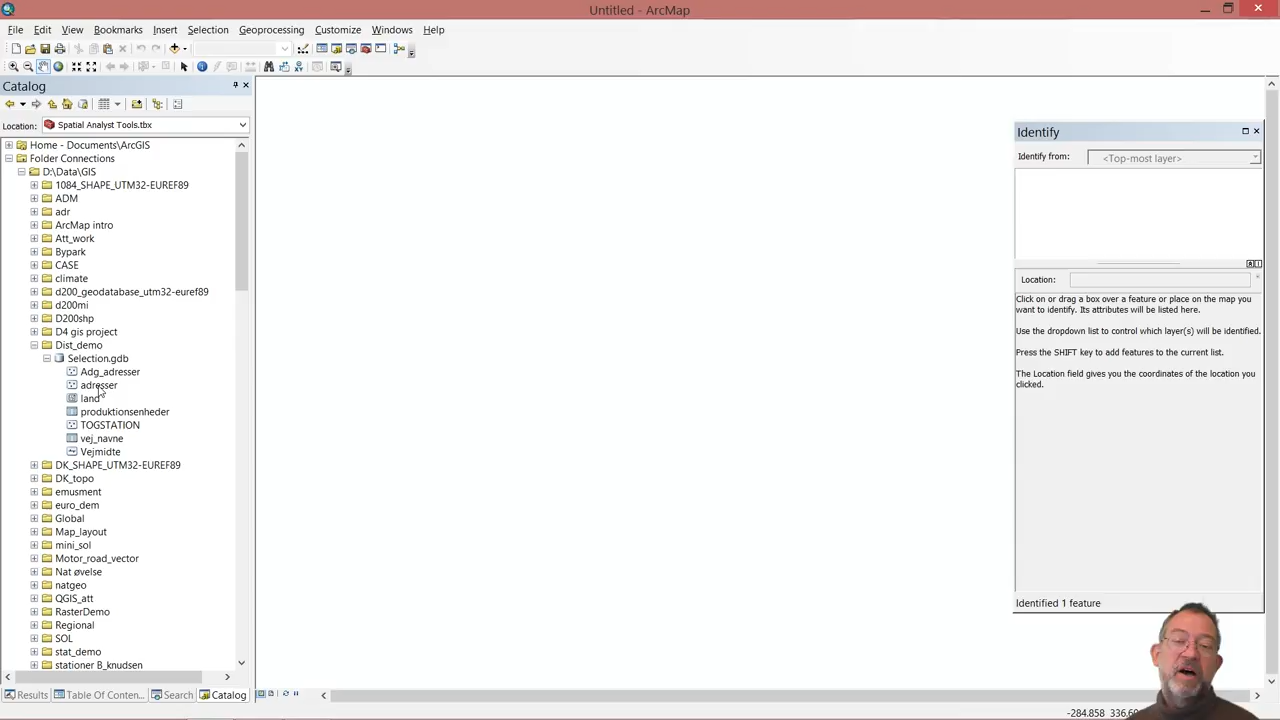 Untitled - ArcMap
File Edit View Bookmarks Insert Selection Geoprocessing Customize Windows Help
Catalog
Location: Spatial Analyst Tools.tbx
Home - Documents\ArcGIS
Folder Connections
D:\Data\GIS
1084_SHAPE_UTM32-EUREF89
ADM
adr
ArcMap intro
Att_work
Bypark
CASE
climate
d200_geodatabase_utm32-euref89
d200mi
D200shp
D4 gis project
Dist_demo
Selection.gdb
Adg_adresser
adresser
land
produktionsenheder
TOGSTATION
vej_navne
Vejmidte
DK_SHAPE_UTM32-EUREF89
DK_topo
emusment
euro_dem
Global
Map_layout
mini_sol
Motor_road_vector
Nat øvelse
natgeo
QGIS_att
RasterDemo
Regional
SOL
stat_demo
stationer B_knudsen
Results Table Of Conten... Search Catalog
Identify
Identify from: <Top-most layer>
Location:
Click on or drag a box over a feature or place on the map you
want to identify. Its attributes will be listed here.
Use the dropdown list to control which layer(s) will be identified.
Press the SHIFT key to add features to the current list.
The Location field gives you the coordinates of the location you
clicked.
Identified 1 feature
-284.858